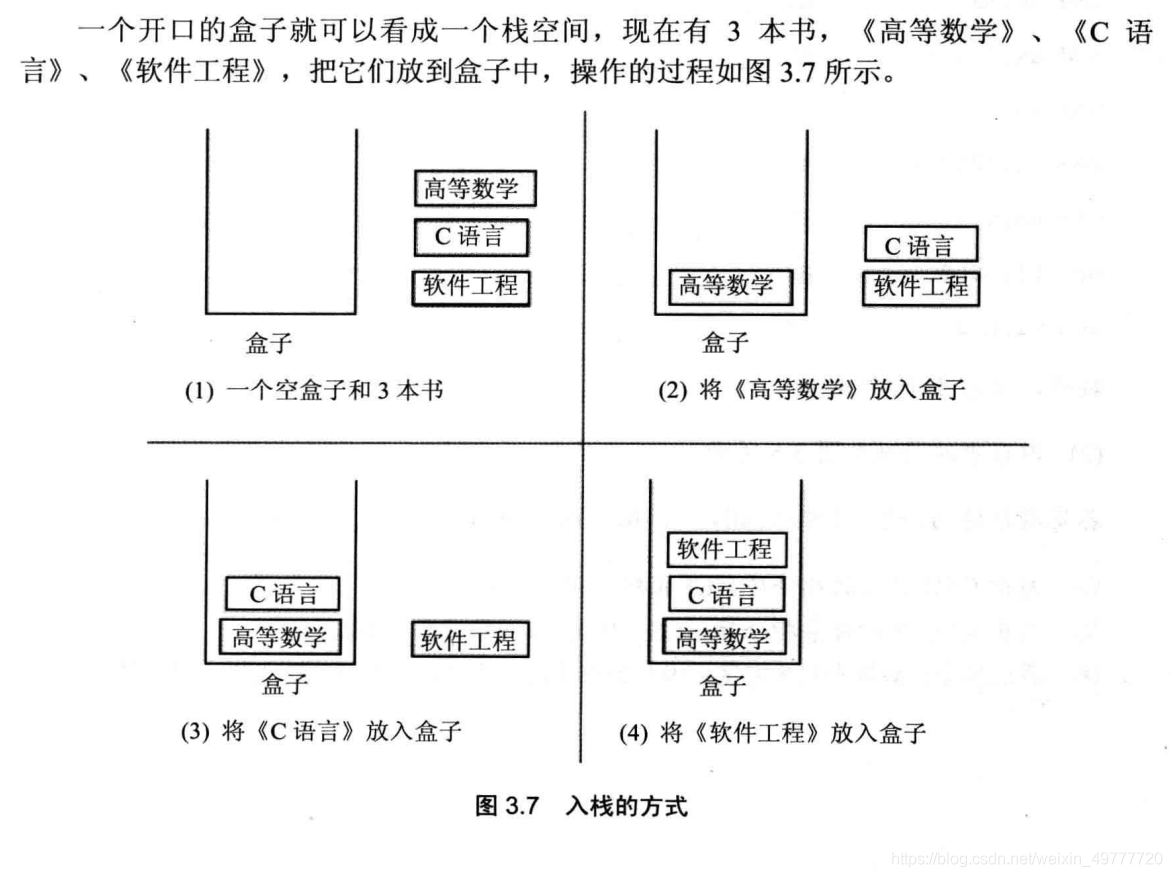 一个开口的盒子就可以看成一个栈空间，现在有 3 本书，《高等数学》、《C 语
言》、《软件工程》，把它们放到盒子中，操作的过程如图 3.7 所示。
高等数学
C 语言
软件工程
盒子
(1) 一个空盒子和 3 本书
C 语言
高等数学
软件工程
盒子
(2) 将《高等数学》放入盒子
C 语言
高等数学
软件工程
盒子
(3) 将《C 语言》放入盒子
软件工程
C 语言
高等数学
盒子
(4) 将《软件工程》放入盒子
图 3.7 入栈的方式
https://blog.csdn.net/weixin_49777720